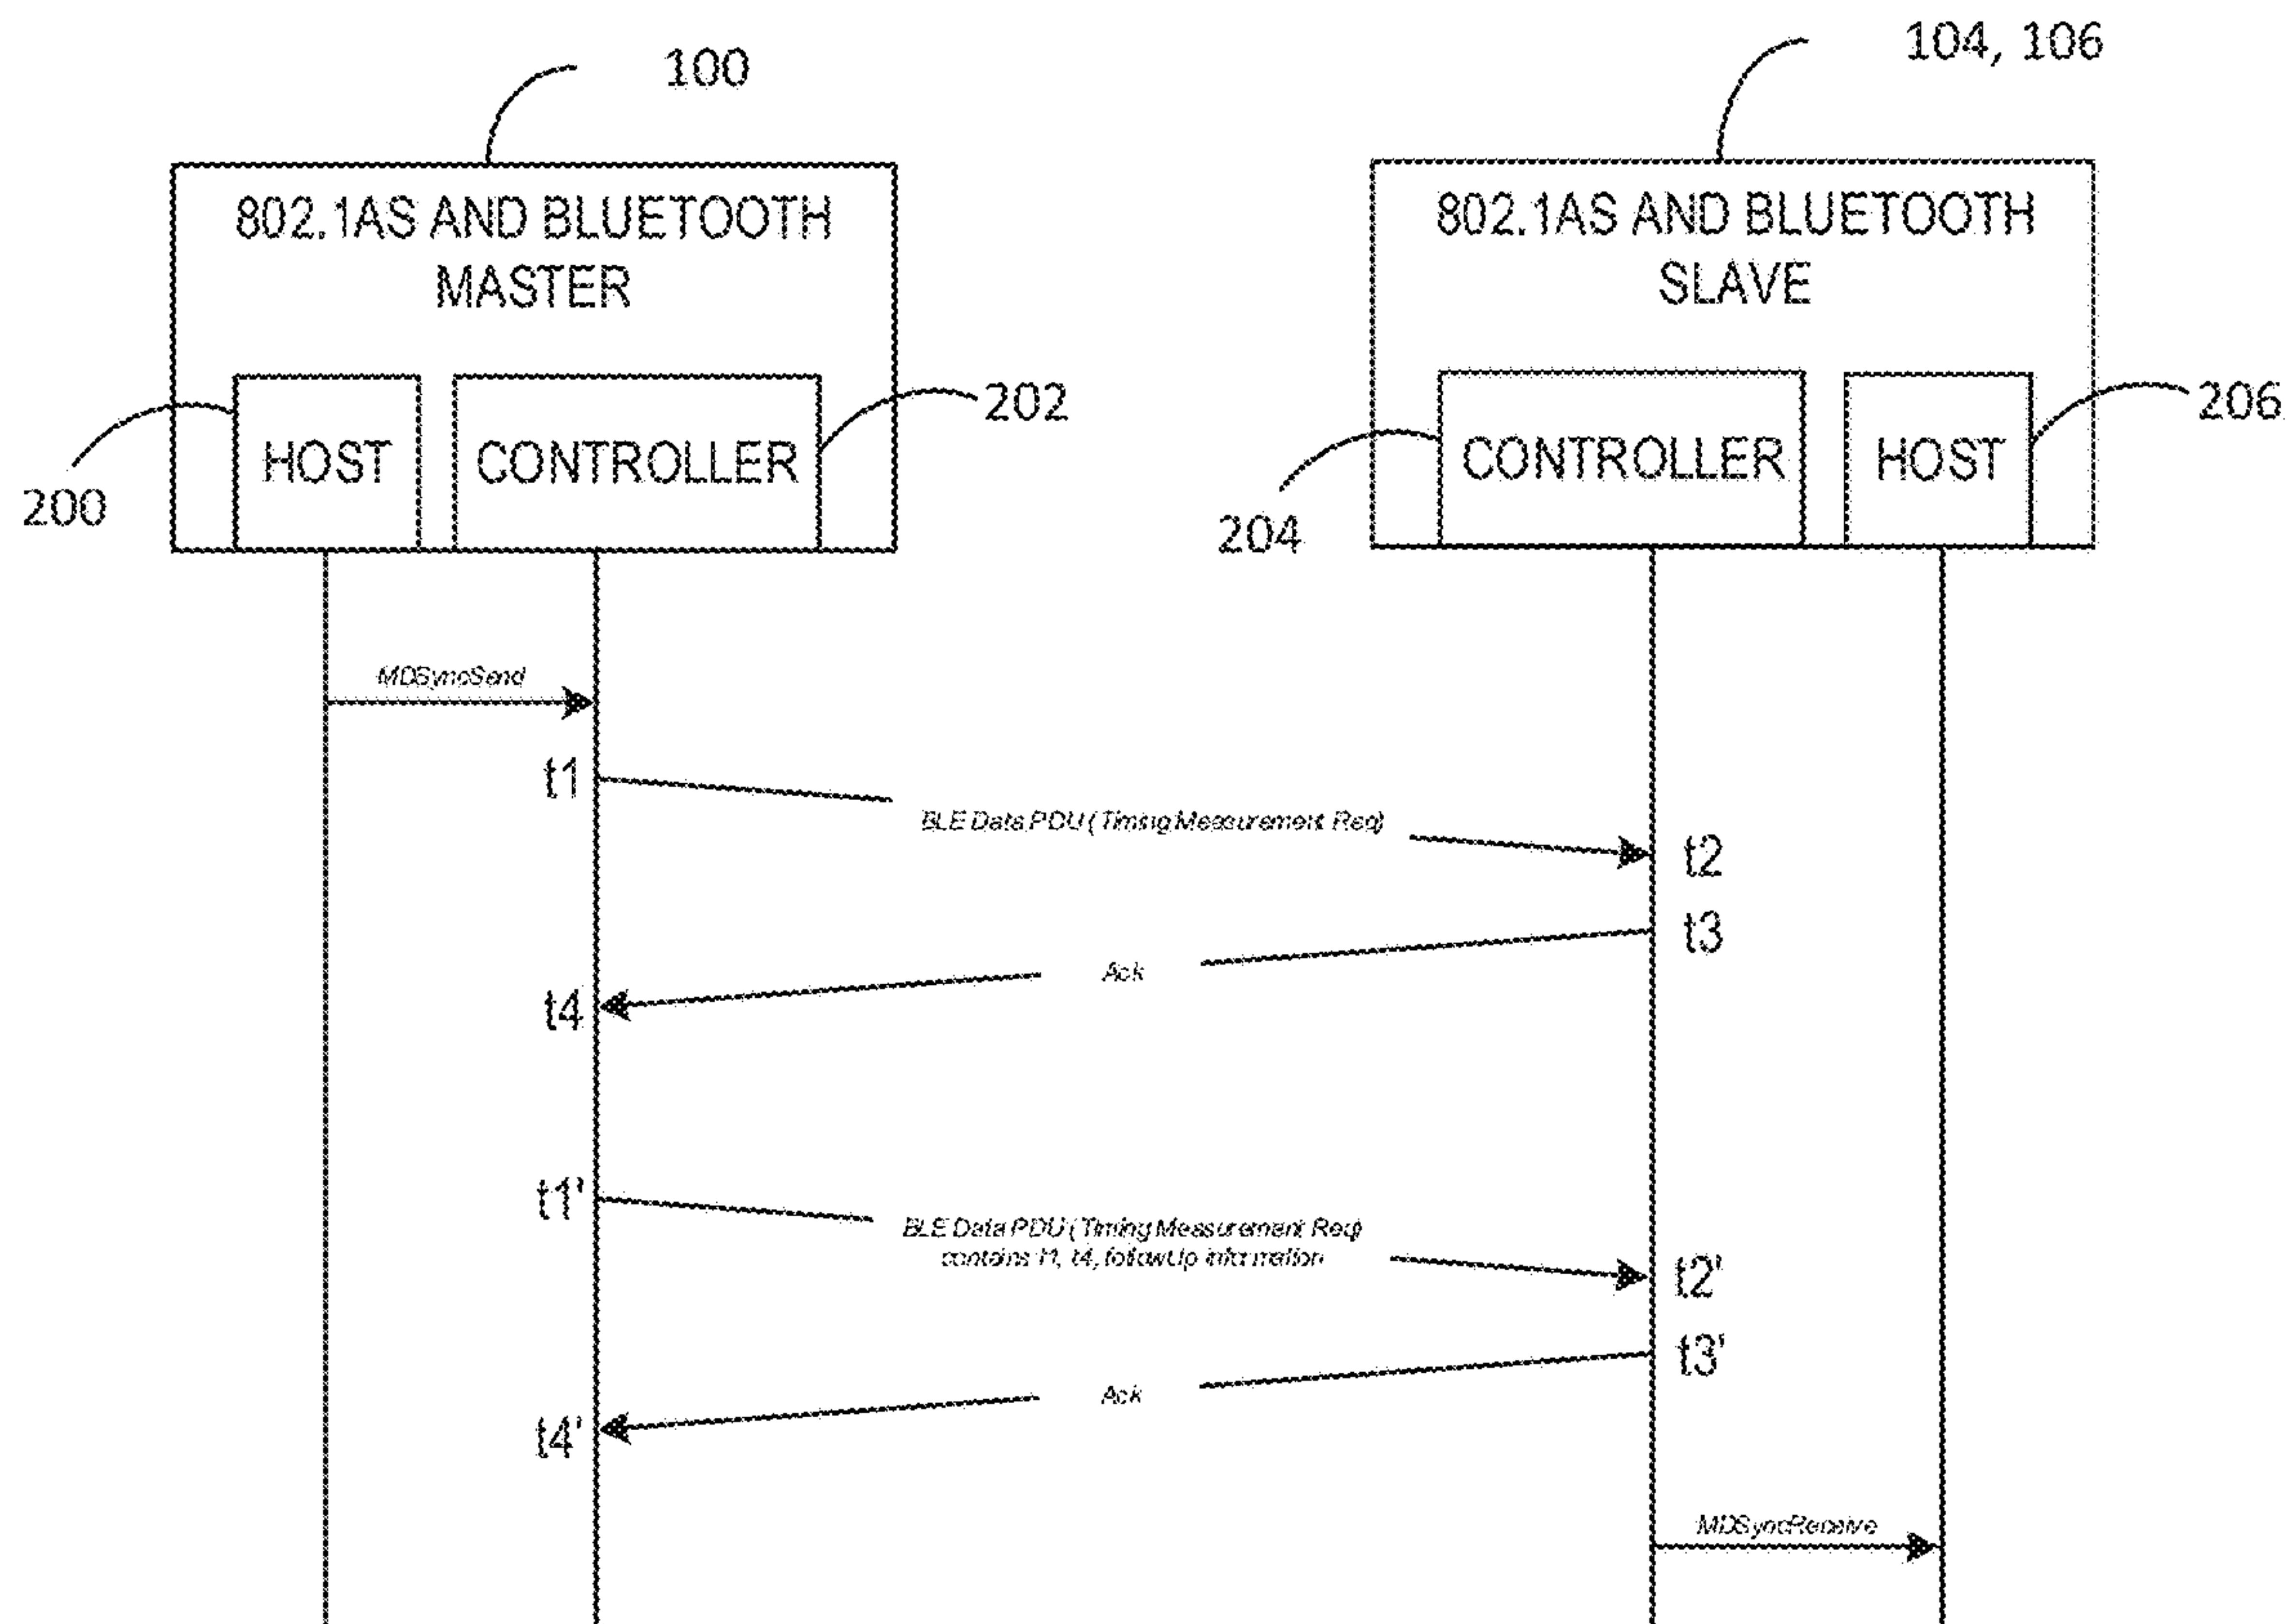 100
104, 106
802.1AS AND BLUETOOTH
MASTER
802.1AS AND BLUETOOTH
SLAVE
HOST
CONTROLLER
202
200
CONTROLLER
HOST
206
204
MDSyncSend
t1
BLE Data PDU (Timing Measurement Req)
t2
t3
Ack
t4
t1'
BLE Data PDU (Timing Measurement Req)
contains t1, t4, followUp information
t2'
t3'
Ack
t4'
MDSyncReceive